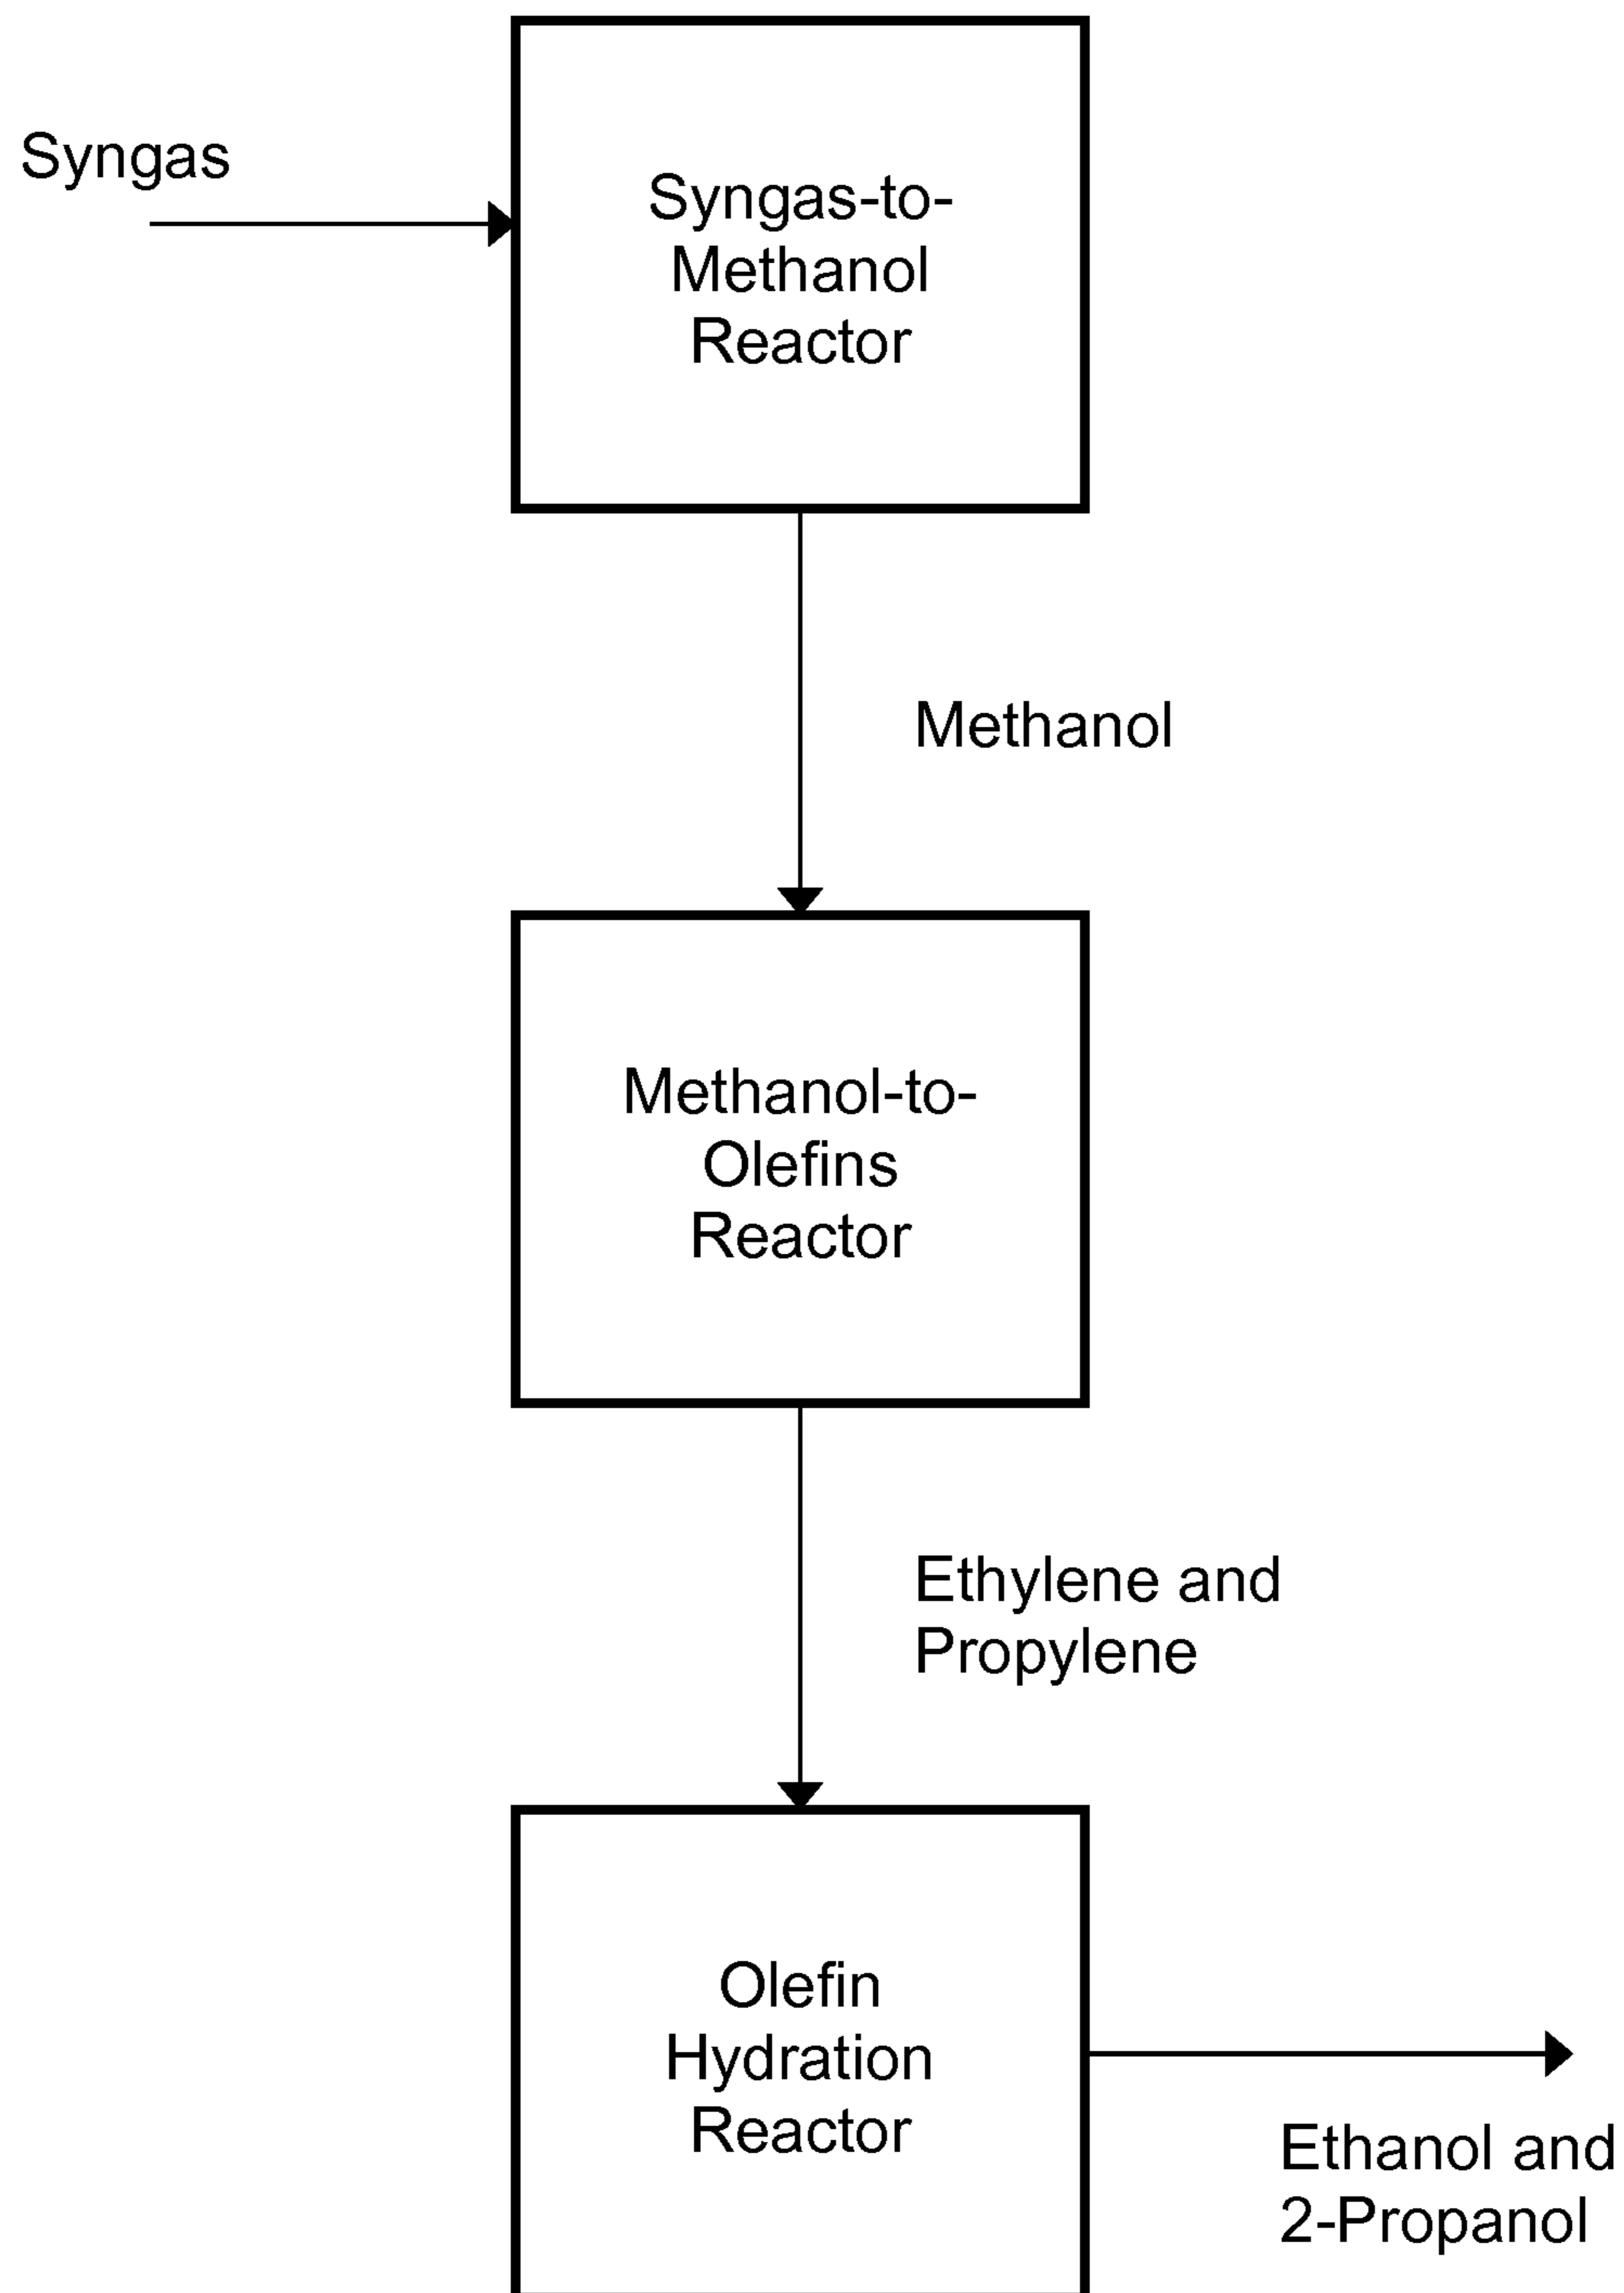 Syngas
Syngas-to-
Methanol
Reactor
Methanol
Methanol-to-
Olefins
Reactor
Ethylene and
Propylene
Olefin
Hydration
Reactor
Ethanol and
2-Propanol